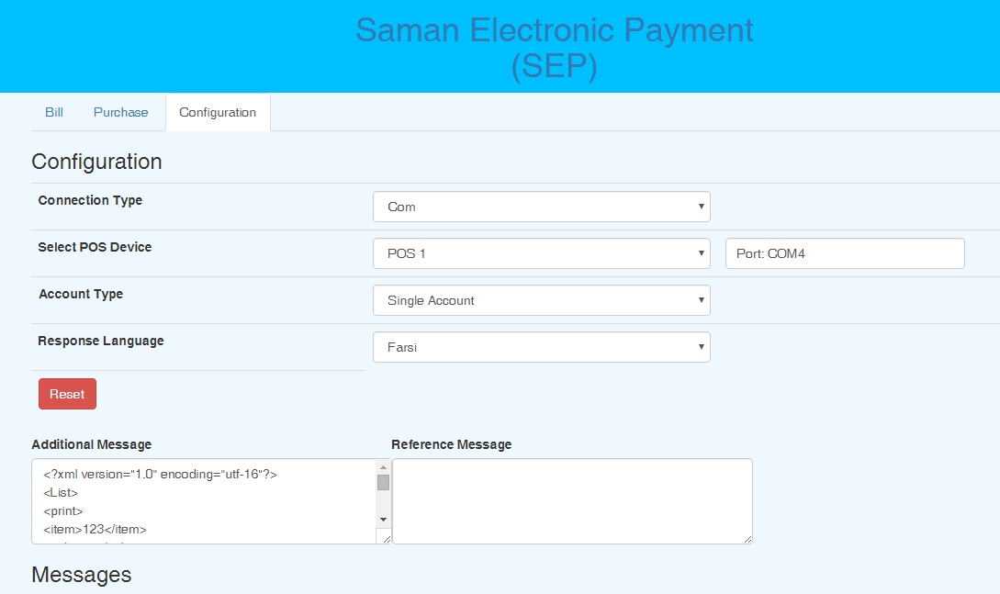 Saman Electronic Payment
(SEP)
Bill Purchase Configuration
Configuration
Connection Type Com
Select POS Device POS 1 Port: COM4
Account Type Single Account
Response Language Farsi
Reset
Additional Message Reference Message
<?xml version="1.0" encoding="utf-16"?>
<List>
<print>
<item>123</item>
Messages